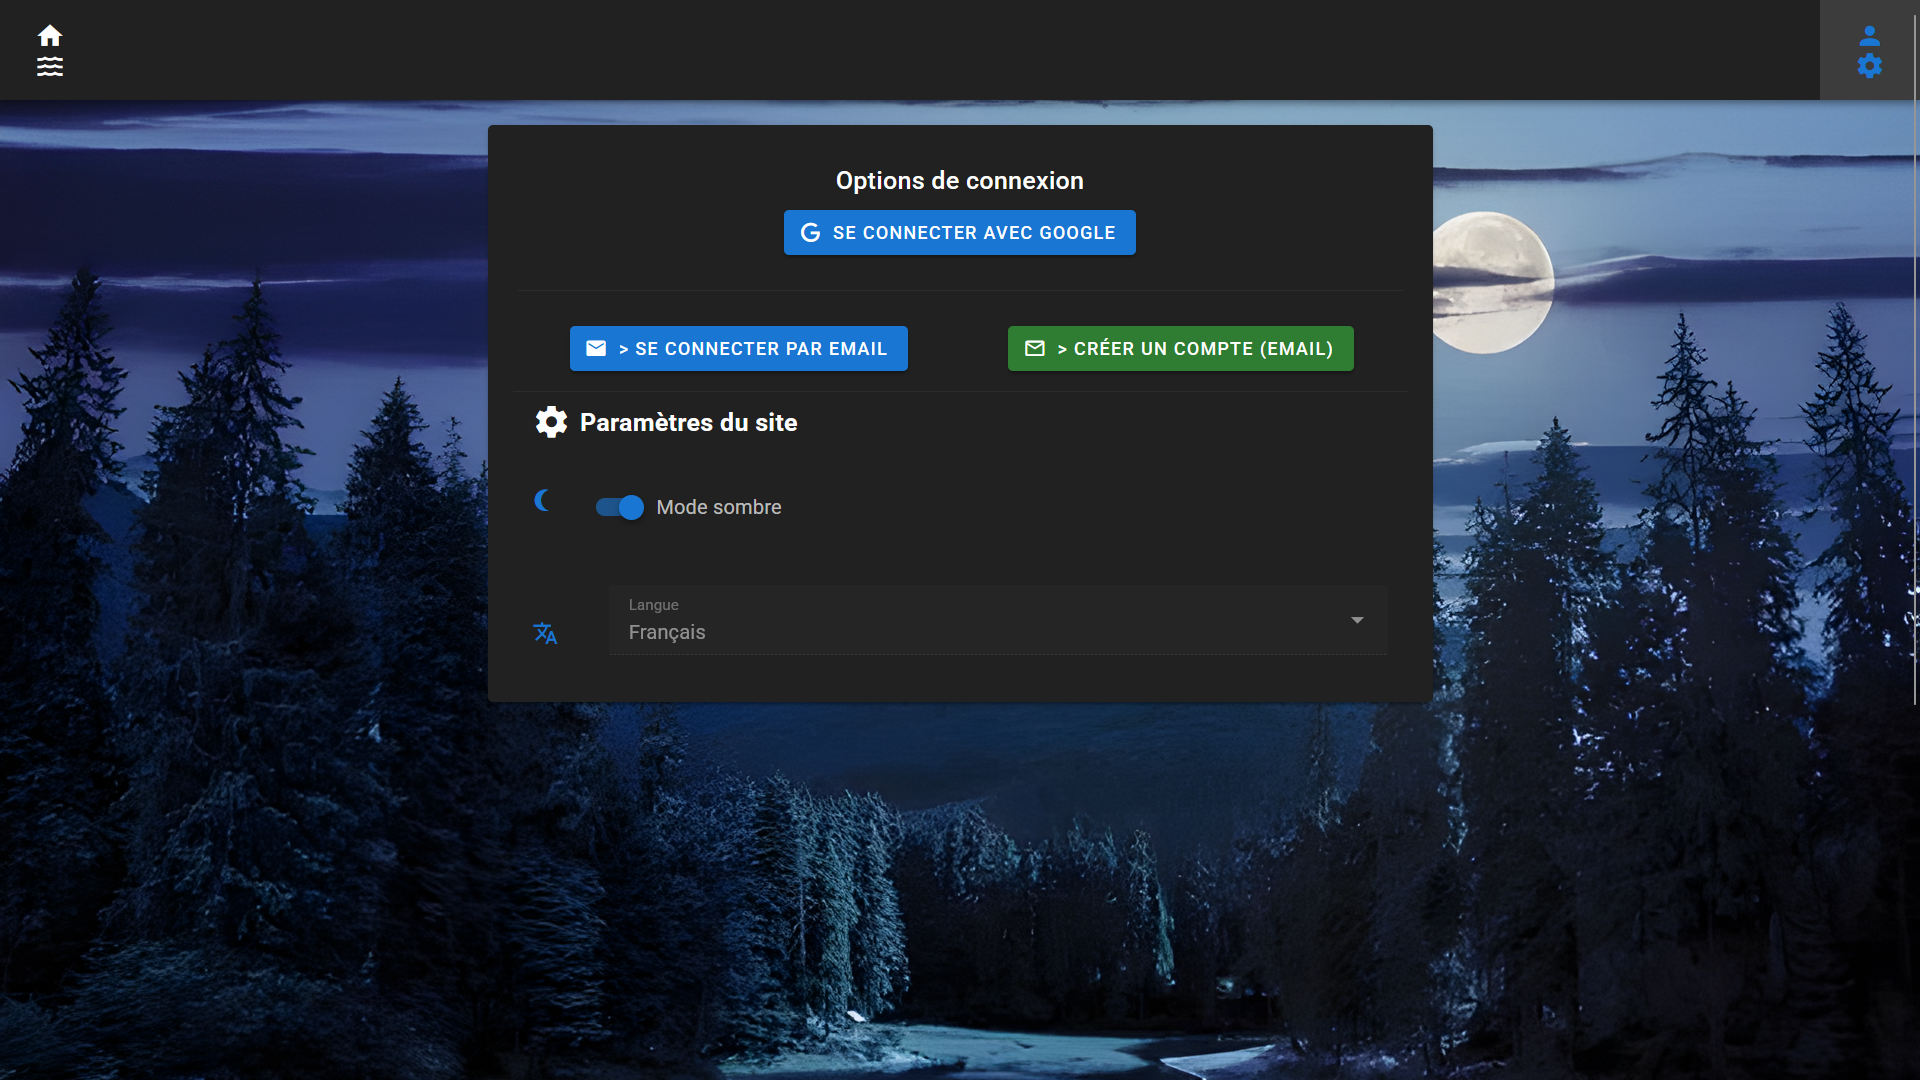 Options de connexion
SE CONNECTER AVEC GOOGLE
> SE CONNECTER PAR EMAIL
> CRÉER UN COMPTE (EMAIL)
Paramètres du site
Mode sombre
Langue
Français